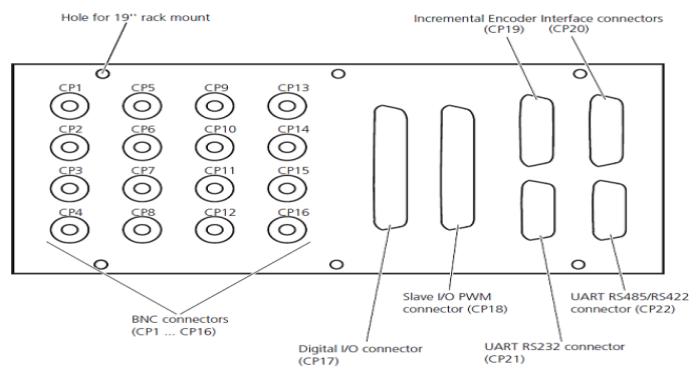 Hole for 19'' rack mount
Incremental Encoder Interface connectors
(CP19) (CP20)
CP1 CP5 CP9 CP13
CP2 CP6 CP10 CP14
CP3 CP7 CP11 CP15
CP4 CP8 CP12 CP16
BNC connectors
(CP1 ... CP16)
Slave I/O PWM
connector (CP18)
UART RS485/RS422
connector (CP22)
Digital I/O connector
(CP17)
UART RS232 connector
(CP21)